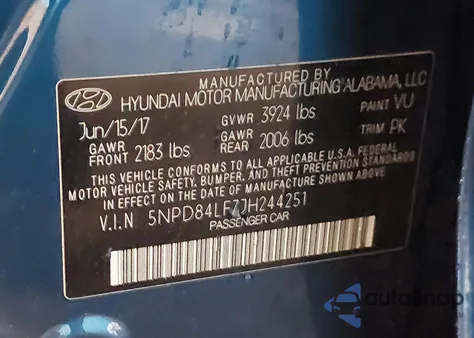 MANUFACTURED BY
HYUNDAI MOTOR MANUFACTURING ALABAMA, LLC
Jun/15/17 GVWR 3924 lbs PAINT VU
GAWR FRONT 2183 lbs GAWR REAR 2006 lbs TRIM PK
THIS VEHICLE CONFORMS TO ALL APPLICABLE U.S.A. FEDERAL
MOTOR VEHICLE SAFETY, BUMPER, AND THEFT PREVENTION STANDARDS
IN EFFECT ON THE DATE OF MANUFACTURE SHOWN ABOVE.
V.I.N 5NPD84LF7JH244251
PASSENGER CAR
autoSnap